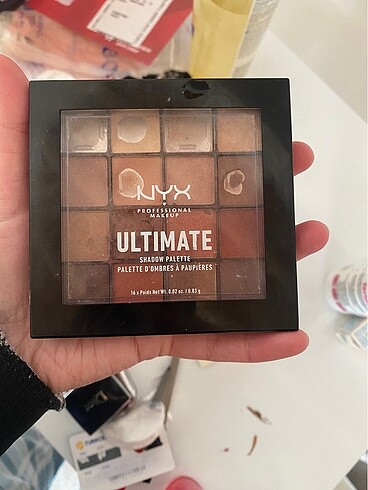 NYX
PROFESSIONAL
MAKEUP
ULTIMATE
SHADOW PALETTE
PALETTE D'OMBRES À PAUPIÈRES
16 x Poids Net Wt. 0.02 oz. / 0.83 g